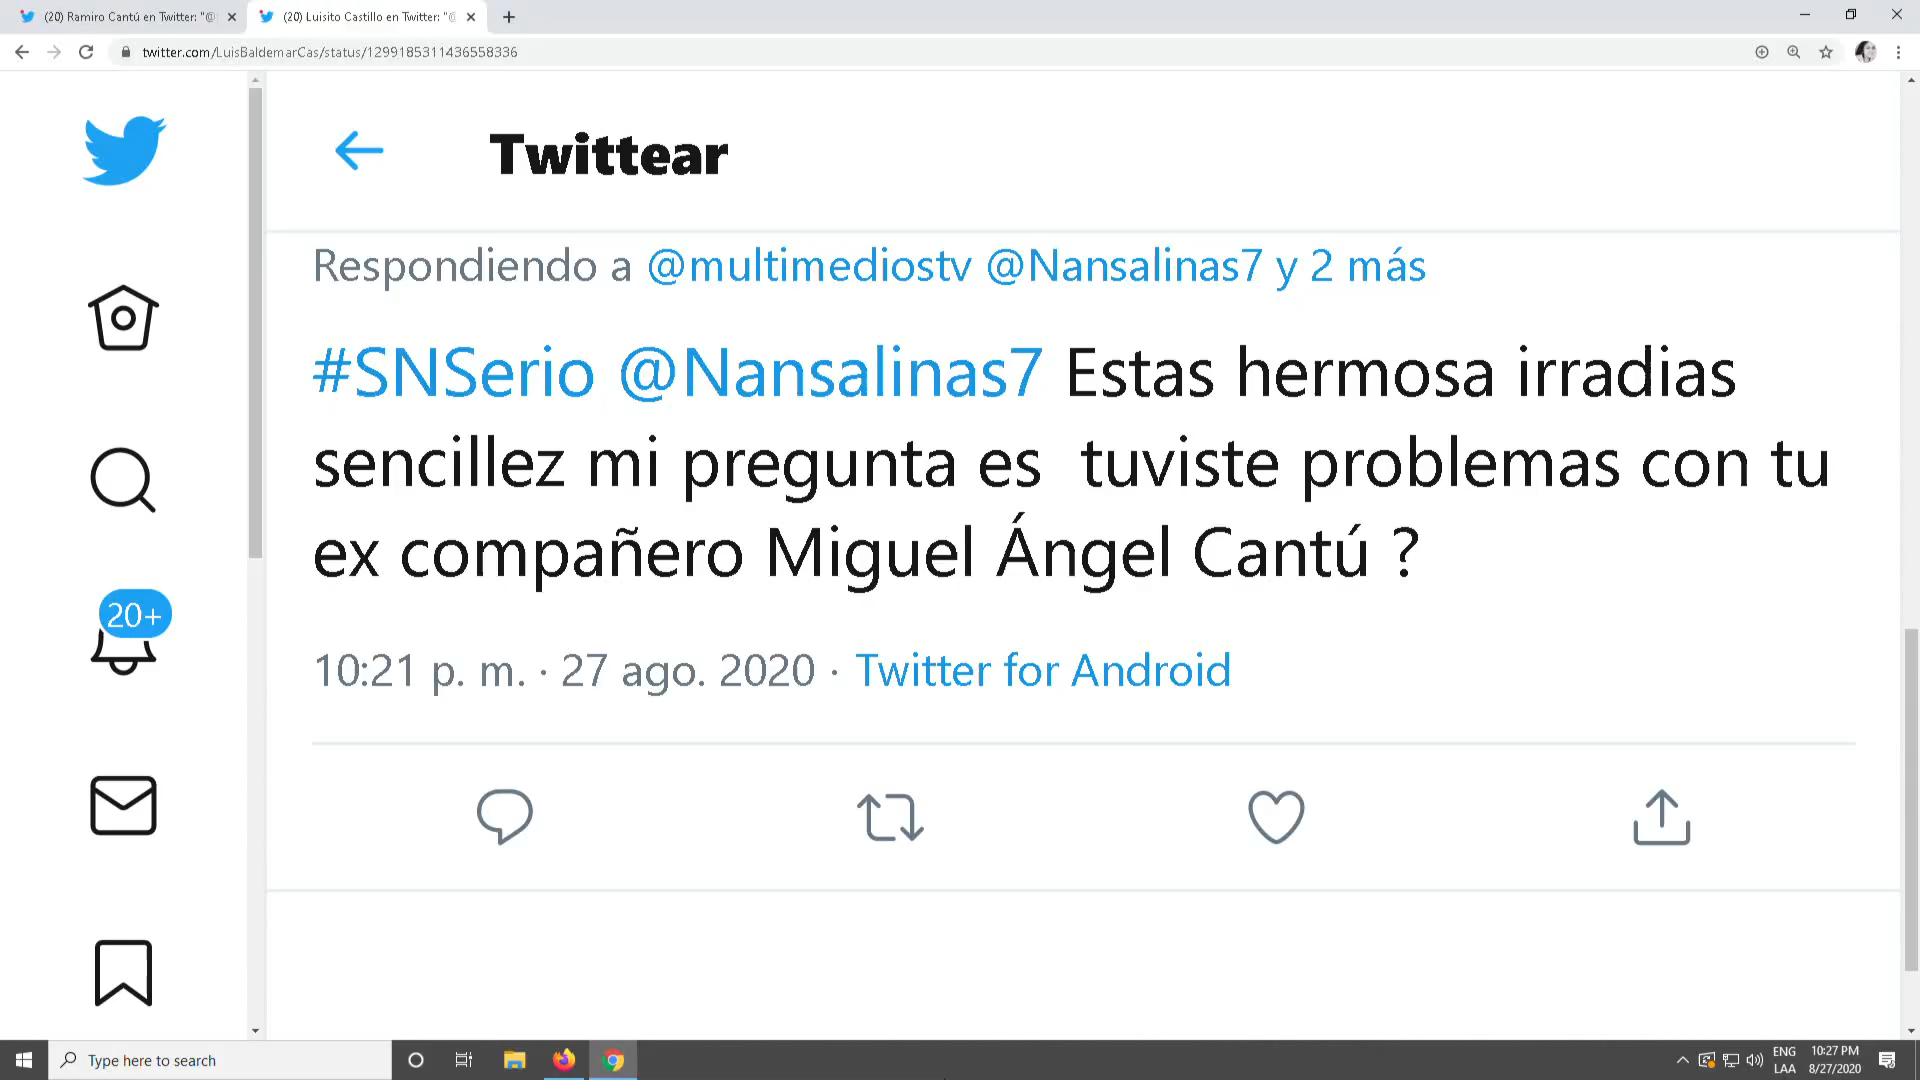 (20) Ramiro Cantú en Twitter: "@
(20) Luisito Castillo en Twitter: "@
twitter.com/LuisBaldemarCas/status/1299185311436558336
Twittear
Respondiendo a @multimediostv @Nansalinas7 y 2 más
#SNSerio @Nansalinas7 Estas hermosa irradias
sencillez mi pregunta es  tuviste problemas con tu
ex compañero Miguel Ángel Cantú ?
20+
10:21 p. m. · 27 ago. 2020 · Twitter for Android
Type here to search
ENG
LAA
10:27 PM
8/27/2020